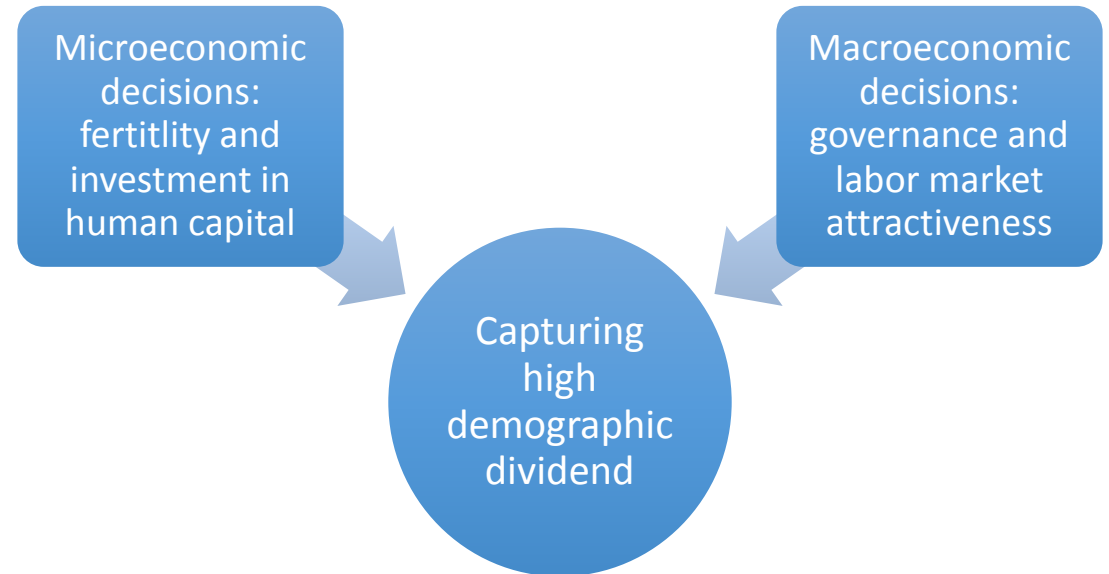 Microeconomic
decisions:
fertitlity and
investment in
human capital
Macroeconomic
decisions:
governance and
labor market
attractiveness
Capturing
high
demographic
dividend